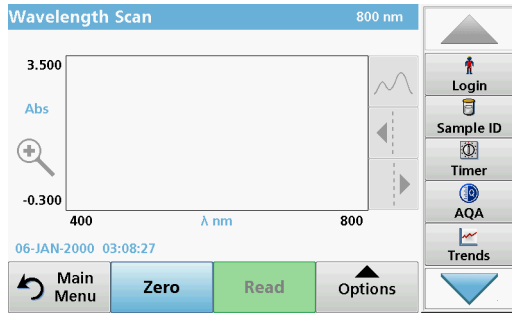 Wavelength Scan 800 nm
3.500
Abs
-0.300
400 λ nm 800
06-JAN-2000 03:08:27
Main Menu
Zero
Read
Options
Login
Sample ID
Timer
AQA
Trends